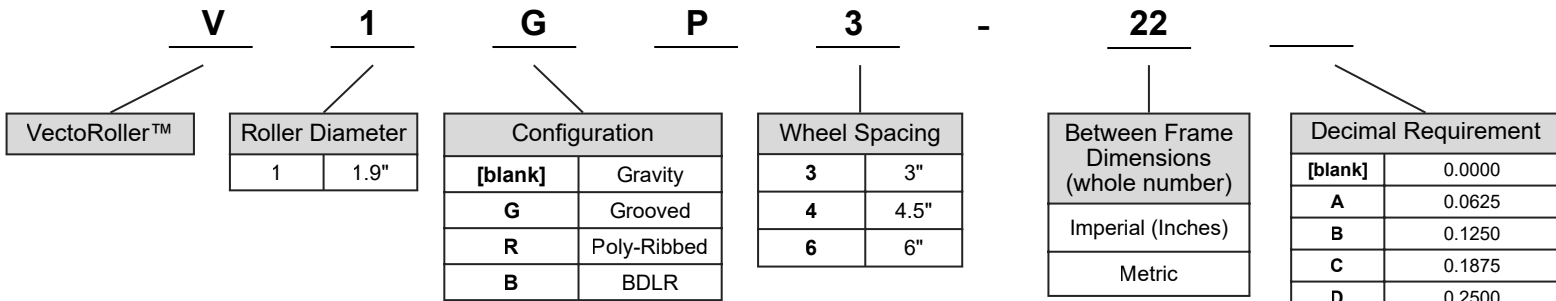 V 1 G P 3 - 22
VectoRoller™
Roller Diameter
1 1.9"
Configuration
[blank] Gravity
G Grooved
R Poly-Ribbed
B BDLR
Wheel Spacing
3 3"
4 4.5"
6 6"
Between Frame
Dimensions
(whole number)
Imperial (Inches)
Metric
Decimal Requirement
[blank] 0.0000
A 0.0625
B 0.1250
C 0.1875
D 0.2500